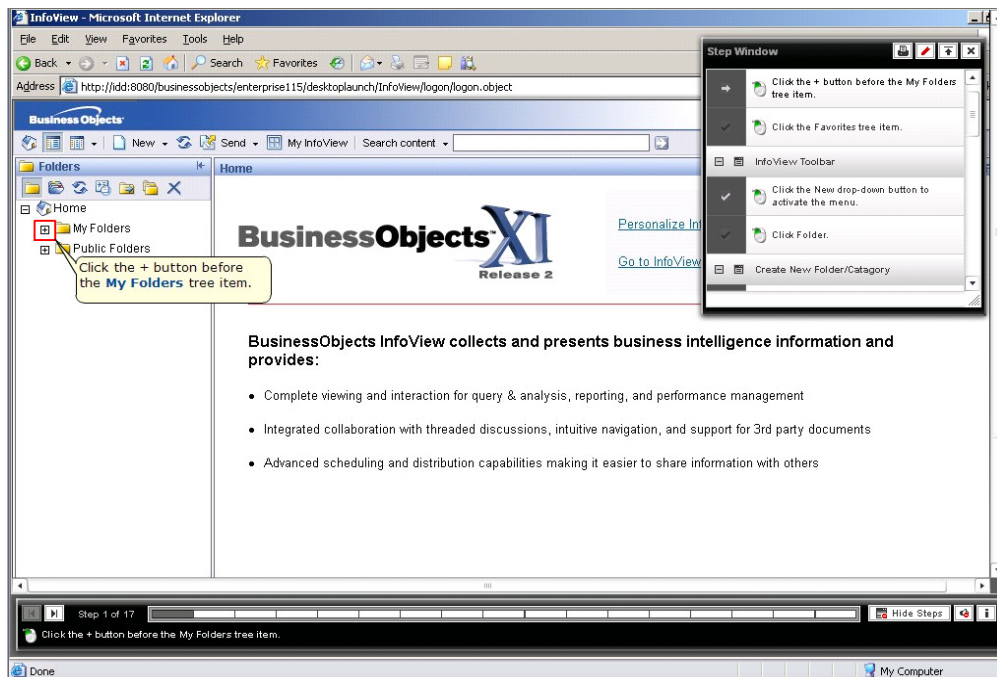 InfoView - Microsoft Internet Explorer
File Edit View Favorites Tools Help
Back Search Favorites
Address http://idd:8080/businessobjects/enterprise115/desktoplaunch/InfoView/logon/logon.object
Business Objects
New Send My InfoView Search content
Folders
Home
Home
My Folders
Public Folders
Click the + button before
the My Folders tree item.
BusinessObjects XI
Release 2
Personalize Inf
Go to InfoView
BusinessObjects InfoView collects and presents business intelligence information and
provides:
• Complete viewing and interaction for query & analysis, reporting, and performance management
• Integrated collaboration with threaded discussions, intuitive navigation, and support for 3rd party documents
• Advanced scheduling and distribution capabilities making it easier to share information with others
Step Window
Click the + button before the My Folders
tree item.
Click the Favorites tree item.
InfoView Toolbar
Click the New drop-down button to
activate the menu.
Click Folder.
Create New Folder/Catagory
Step 1 of 17
Hide Steps
Click the + button before the My Folders tree item.
Done
My Computer